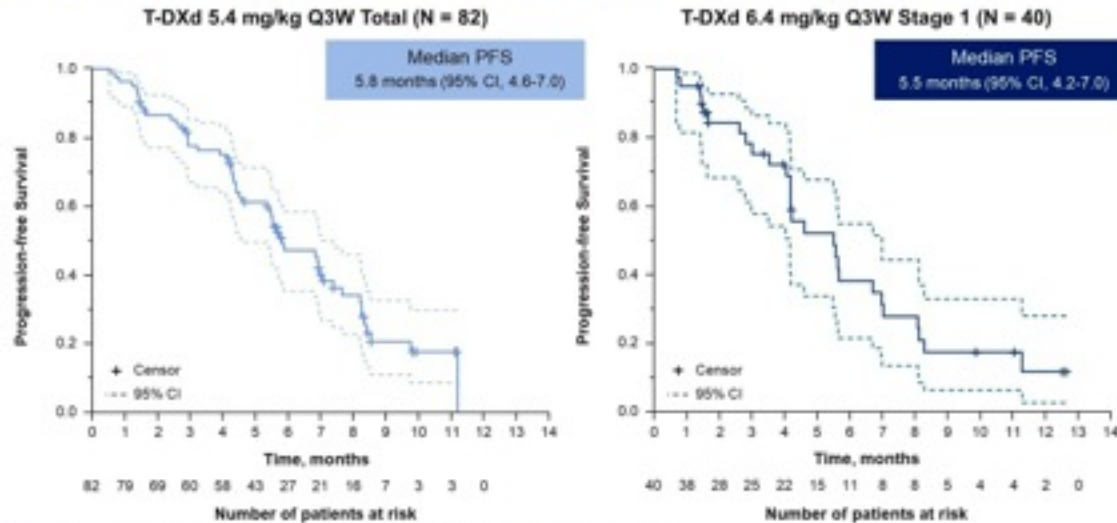 T-DXd 5.4 mg/kg Q3W Total (N = 82)
Median PFS
5.8 months (95% CI, 4.6-7.0)
Progression-free Survival
1.0
0.8
0.6
0.4
0.2
0.0
Censor
95% CI
0 1 2 3 4 5 6 7 8 9 10 11 12 13 14
Time, months
82 79 69 60 58 43 27 21 16 7 3 3 0
Number of patients at risk
T-DXd 6.4 mg/kg Q3W Stage 1 (N = 40)
Median PFS
5.5 months (95% CI, 4.2-7.0)
Progression-free Survival
1.0
0.8
0.6
0.4
0.2
0.0
Censor
95% CI
0 1 2 3 4 5 6 7 8 9 10 11 12 13 14
Time, months
40 38 28 25 22 15 11 8 8 5 4 4 2 0
Number of patients at risk